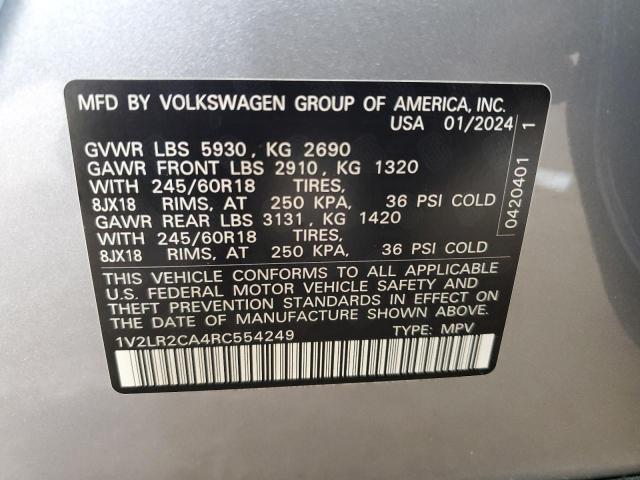 MFD BY VOLKSWAGEN GROUP OF AMERICA, INC.
USA 01/2024
GVWR LBS 5930, KG 2690
GAWR FRONT LBS 2910, KG 1320
WITH 245/60R18 TIRES,
8JX18 RIMS, AT 250 KPA, 36 PSI COLD
GAWR REAR LBS 3131, KG 1420
WITH 245/60R18 TIRES,
8JX18 RIMS, AT 250 KPA, 36 PSI COLD
THIS VEHICLE CONFORMS TO ALL APPLICABLE
U.S. FEDERAL MOTOR VEHICLE SAFETY AND
THEFT PREVENTION STANDARDS IN EFFECT ON
THE DATE OF MANUFACTURE SHOWN ABOVE.
1V2LR2CA4RC554249 TYPE: MPV
0420401 1